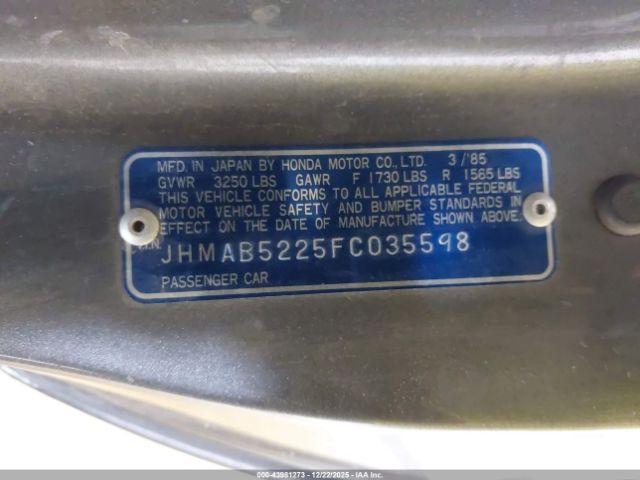 MFD. IN JAPAN BY HONDA MOTOR CO., LTD. 3/'85
GVWR 3250 LBS GAWR F 1730 LBS R 1565 LBS
THIS VEHICLE CONFORMS TO ALL APPLICABLE FEDERAL
MOTOR VEHICLE SAFETY AND BUMPER STANDARDS IN
EFFECT ON THE DATE OF MANUFACTURE SHOWN ABOVE.
JHMAB5225FC035598
PASSENGER CAR
000-43981273 - 12/22/2025 - IAA Inc.